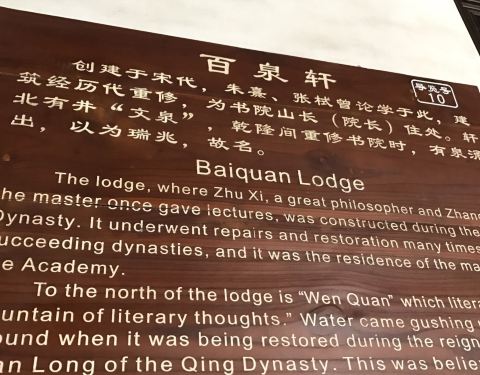 百泉轩
导览号
10
创建于宋代，朱熹、张栻曾论学于此，建
筑经历代重修，为书院山长（院长）住处。轩
北有井“文泉”，乾隆间重修书院时，有泉涌
出，以为瑞兆，故名。
Baiquan Lodge
The lodge, where Zhu Xi, a great philosopher and Zhang
the master once gave lectures, was constructed during the
Dynasty. It underwent repairs and restoration many times
succeeding dynasties, and it was the residence of the ma
e Academy.
To the north of the lodge is “Wen Quan” which litera
untain of literary thoughts.” Water came gushing
ound when it was being restored during the reign
an Long of the Qing Dynasty. This was belie